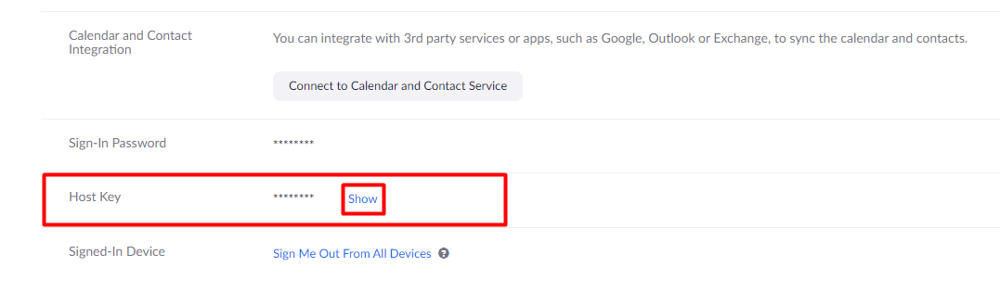 Calendar and Contact
Integration
You can integrate with 3rd party services or apps, such as Google, Outlook or Exchange, to sync the calendar and contacts.
Connect to Calendar and Contact Service
Sign-In Password
********
Host Key
******** Show
Signed-In Device
Sign Me Out From All Devices ?